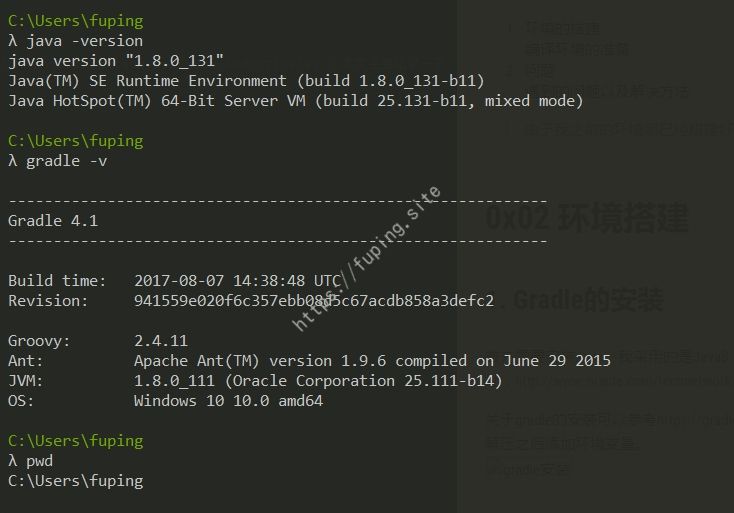 C:\Users\fuping
λ java -version
java version "1.8.0_131"
Java(TM) SE Runtime Environment (build 1.8.0_131-b11)
Java HotSpot(TM) 64-Bit Server VM (build 25.131-b11, mixed mode)
C:\Users\fuping
λ gradle -v
------------------------------------------------------------
Gradle 4.1
------------------------------------------------------------
Build time:   2017-08-07 14:38:48 UTC
Revision:     941559e020f6c357ebb08d5c67acdb858a3defc2
Groovy:       2.4.11
Ant:          Apache Ant(TM) version 1.9.6 compiled on June 29 2015
JVM:          1.8.0_111 (Oracle Corporation 25.111-b14)
OS:           Windows 10 10.0 amd64
C:\Users\fuping
λ pwd
C:\Users\fuping
https://fuping.site
0x02 环境搭建
1. Gradle的安装